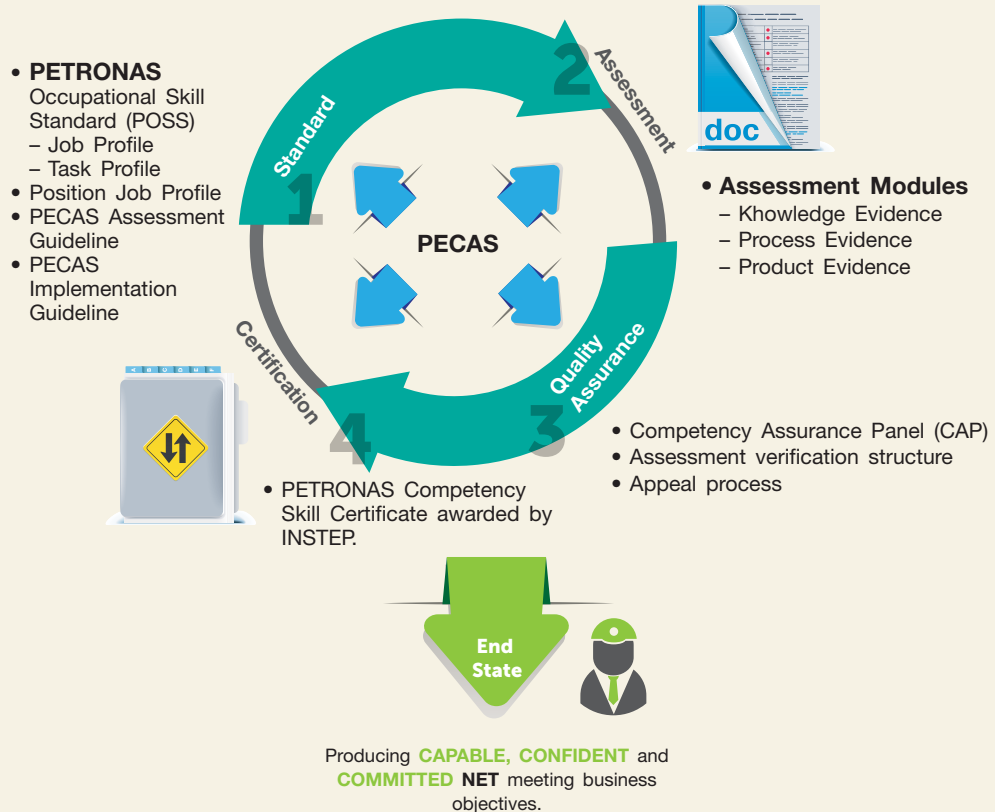 • PETRONAS
Occupational Skill
Standard (POSS)
– Job Profile
– Task Profile
• Position Job Profile
• PECAS Assessment
Guideline
• PECAS
Implementation
Guideline
1
Standard
2
Assessment
PECAS
doc
• Assessment Modules
– Khowledge Evidence
– Process Evidence
– Product Evidence
3
Quality
Assurance
• Competency Assurance Panel (CAP)
• Assessment verification structure
• Appeal process
4
Certification
A B C D E F
• PETRONAS Competency
Skill Certificate awarded by
INSTEP.
End
State
Producing CAPABLE, CONFIDENT and
COMMITTED NET meeting business
objectives.